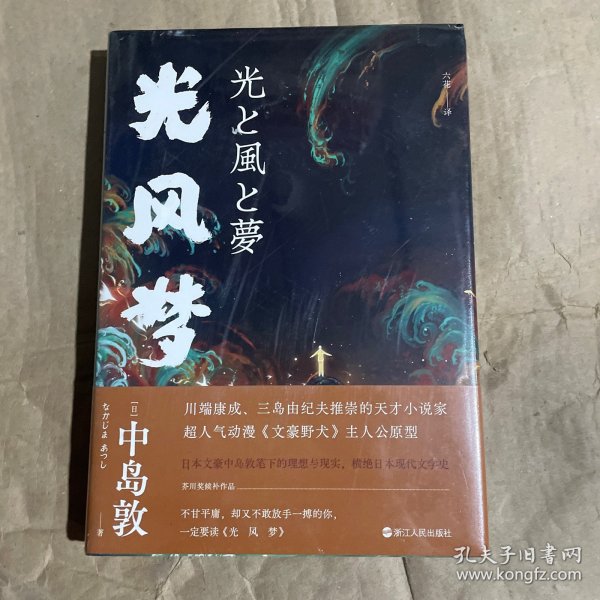 光风梦
光と風と夢
六花——译
[日]
中岛敦
なかじま あつし
——著
川端康成、三岛由纪夫推崇的天才小说家
超人气动漫《文豪野犬》主人公原型
日本文豪中岛敦笔下的理想与现实，横绝日本现代文学史
芥川奖候补作品
不甘平庸，却又不敢放手一搏的你，
一定要读《光 风 梦》
浙江人民出版社
孔夫子旧书网
www.kongfz.com